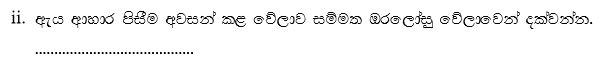 ii. ඇය ආහාර පිසීම අවසන් කළ වේලාව සම්මත ඔරලෝසු වේලාවෙන් දක්වන්න.
.........................................